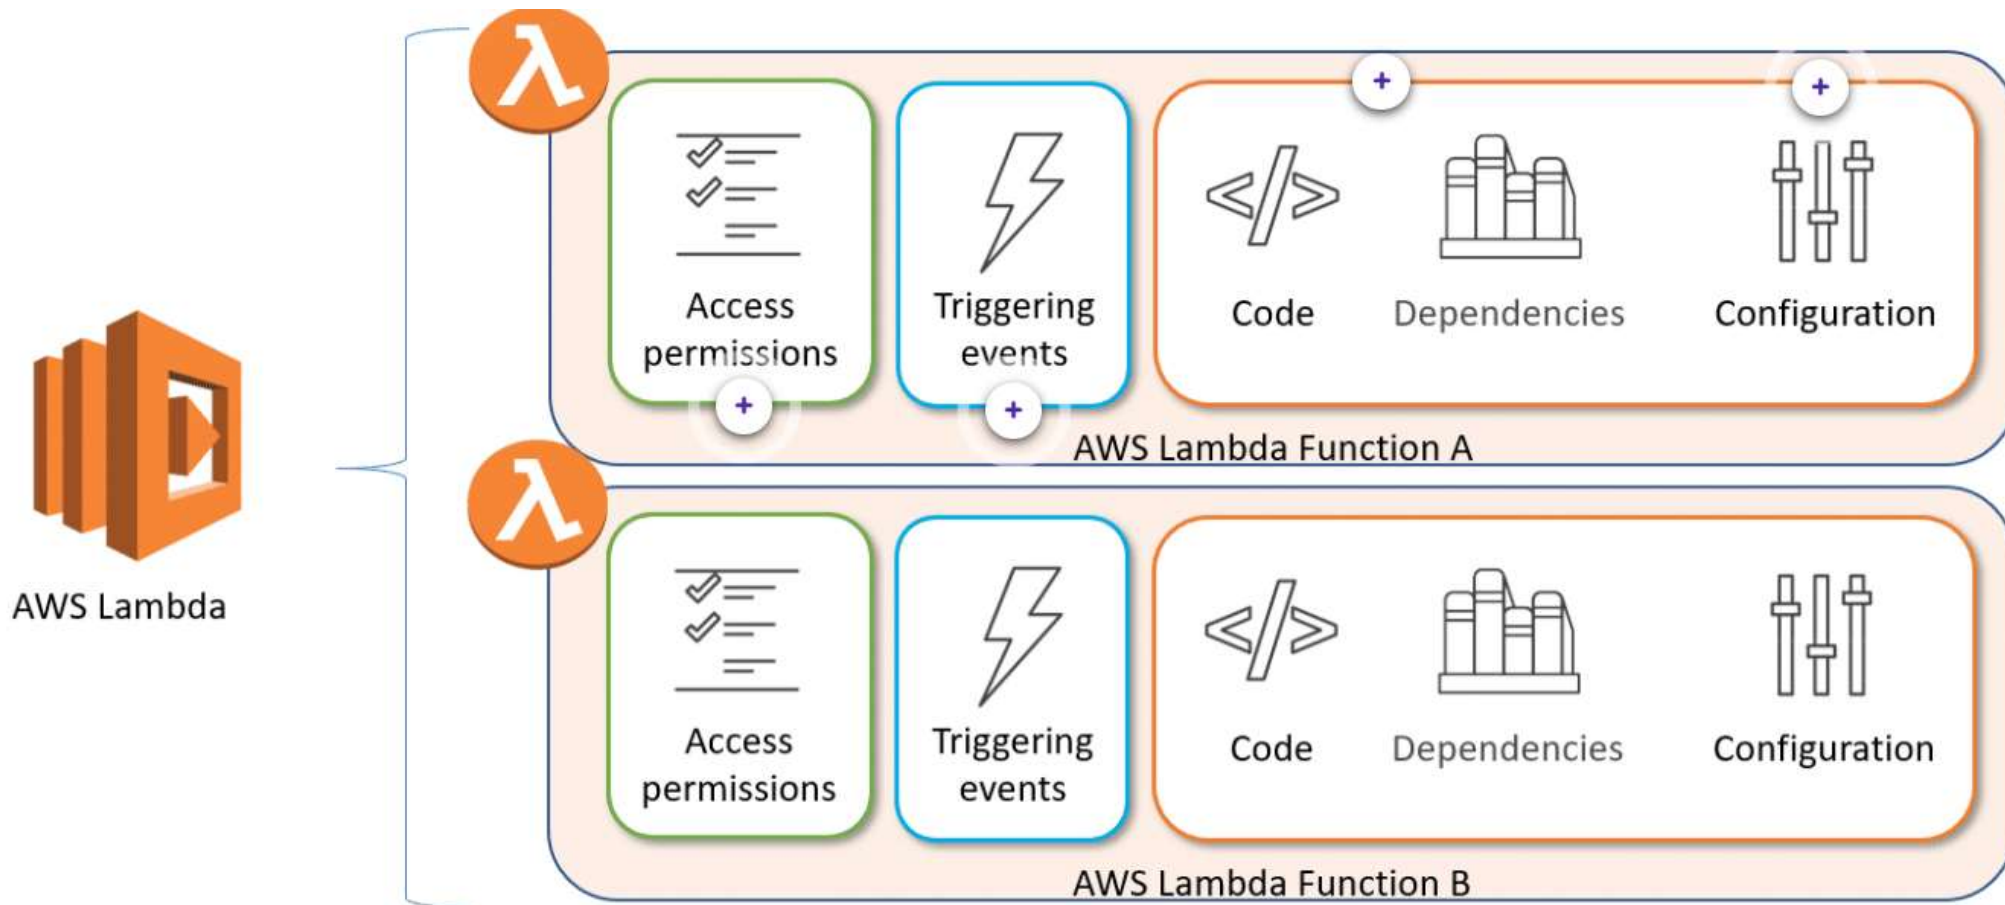 Access
permissions
Triggering
events
Code
Dependencies
Configuration
AWS Lambda Function A
AWS Lambda
Access
permissions
Triggering
events
Code
Dependencies
Configuration
AWS Lambda Function B